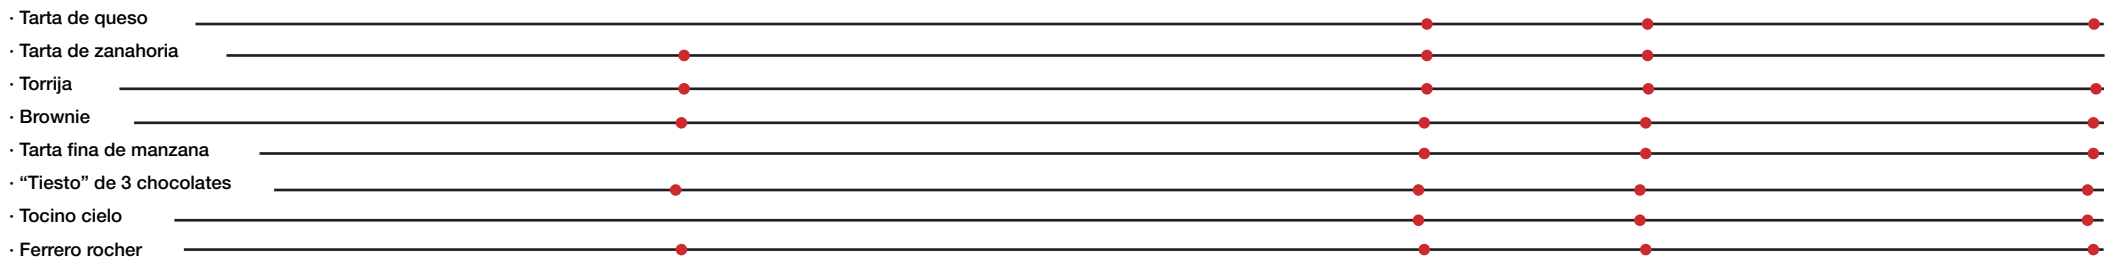 · Tarta de queso
· Tarta de zanahoria
· Torrija
· Brownie
· Tarta fina de manzana
· “Tiesto” de 3 chocolates
· Tocino cielo
· Ferrero rocher